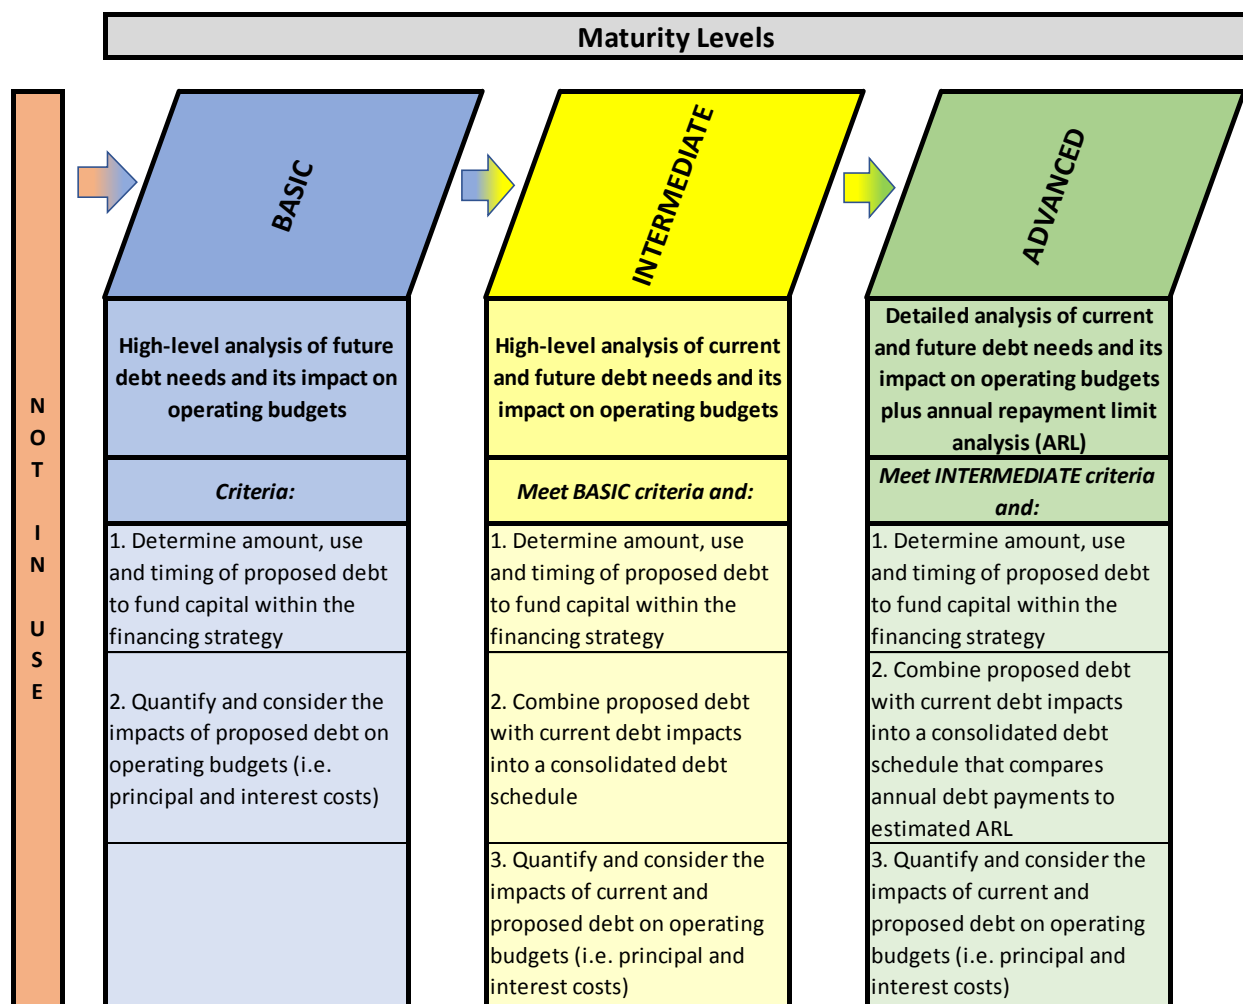 Maturity Levels
NOT IN USE
BASIC
High-level analysis of future
debt needs and its impact on
operating budgets
Criteria:
1. Determine amount, use
and timing of proposed debt
to fund capital within the
financing strategy
2. Quantify and consider the
impacts of proposed debt on
operating budgets (i.e.
principal and interest costs)
INTERMEDIATE
High-level analysis of current
and future debt needs and its
impact on operating budgets
Meet BASIC criteria and:
1. Determine amount, use
and timing of proposed debt
to fund capital within the
financing strategy
2. Combine proposed debt
with current debt impacts
into a consolidated debt
schedule
3. Quantify and consider the
impacts of current and
proposed debt on operating
budgets (i.e. principal and
interest costs)
ADVANCED
Detailed analysis of current
and future debt needs and its
impact on operating budgets
plus annual repayment limit
analysis (ARL)
Meet INTERMEDIATE criteria
and:
1. Determine amount, use
and timing of proposed debt
to fund capital within the
financing strategy
2. Combine proposed debt
with current debt impacts
into a consolidated debt
schedule that compares
annual debt payments to
estimated ARL
3. Quantify and consider the
impacts of current and
proposed debt on operating
budgets (i.e. principal and
interest costs)